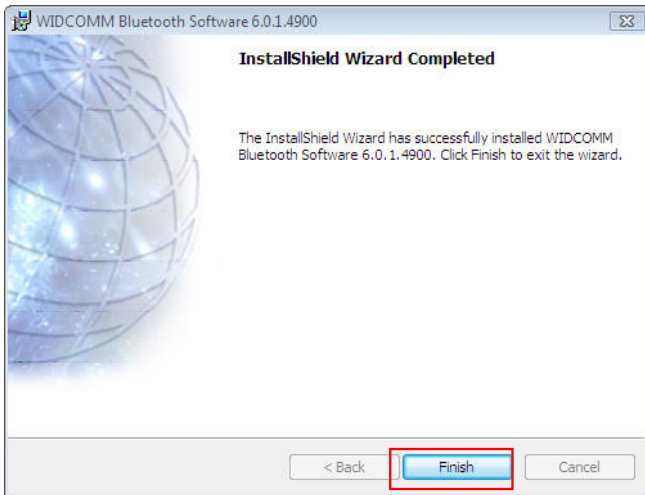 WIDCOMM Bluetooth Software 6.0.1.4900
InstallShield Wizard Completed
The InstallShield Wizard has successfully installed WIDCOMM
Bluetooth Software 6.0.1.4900. Click Finish to exit the wizard.
< Back
Finish
Cancel